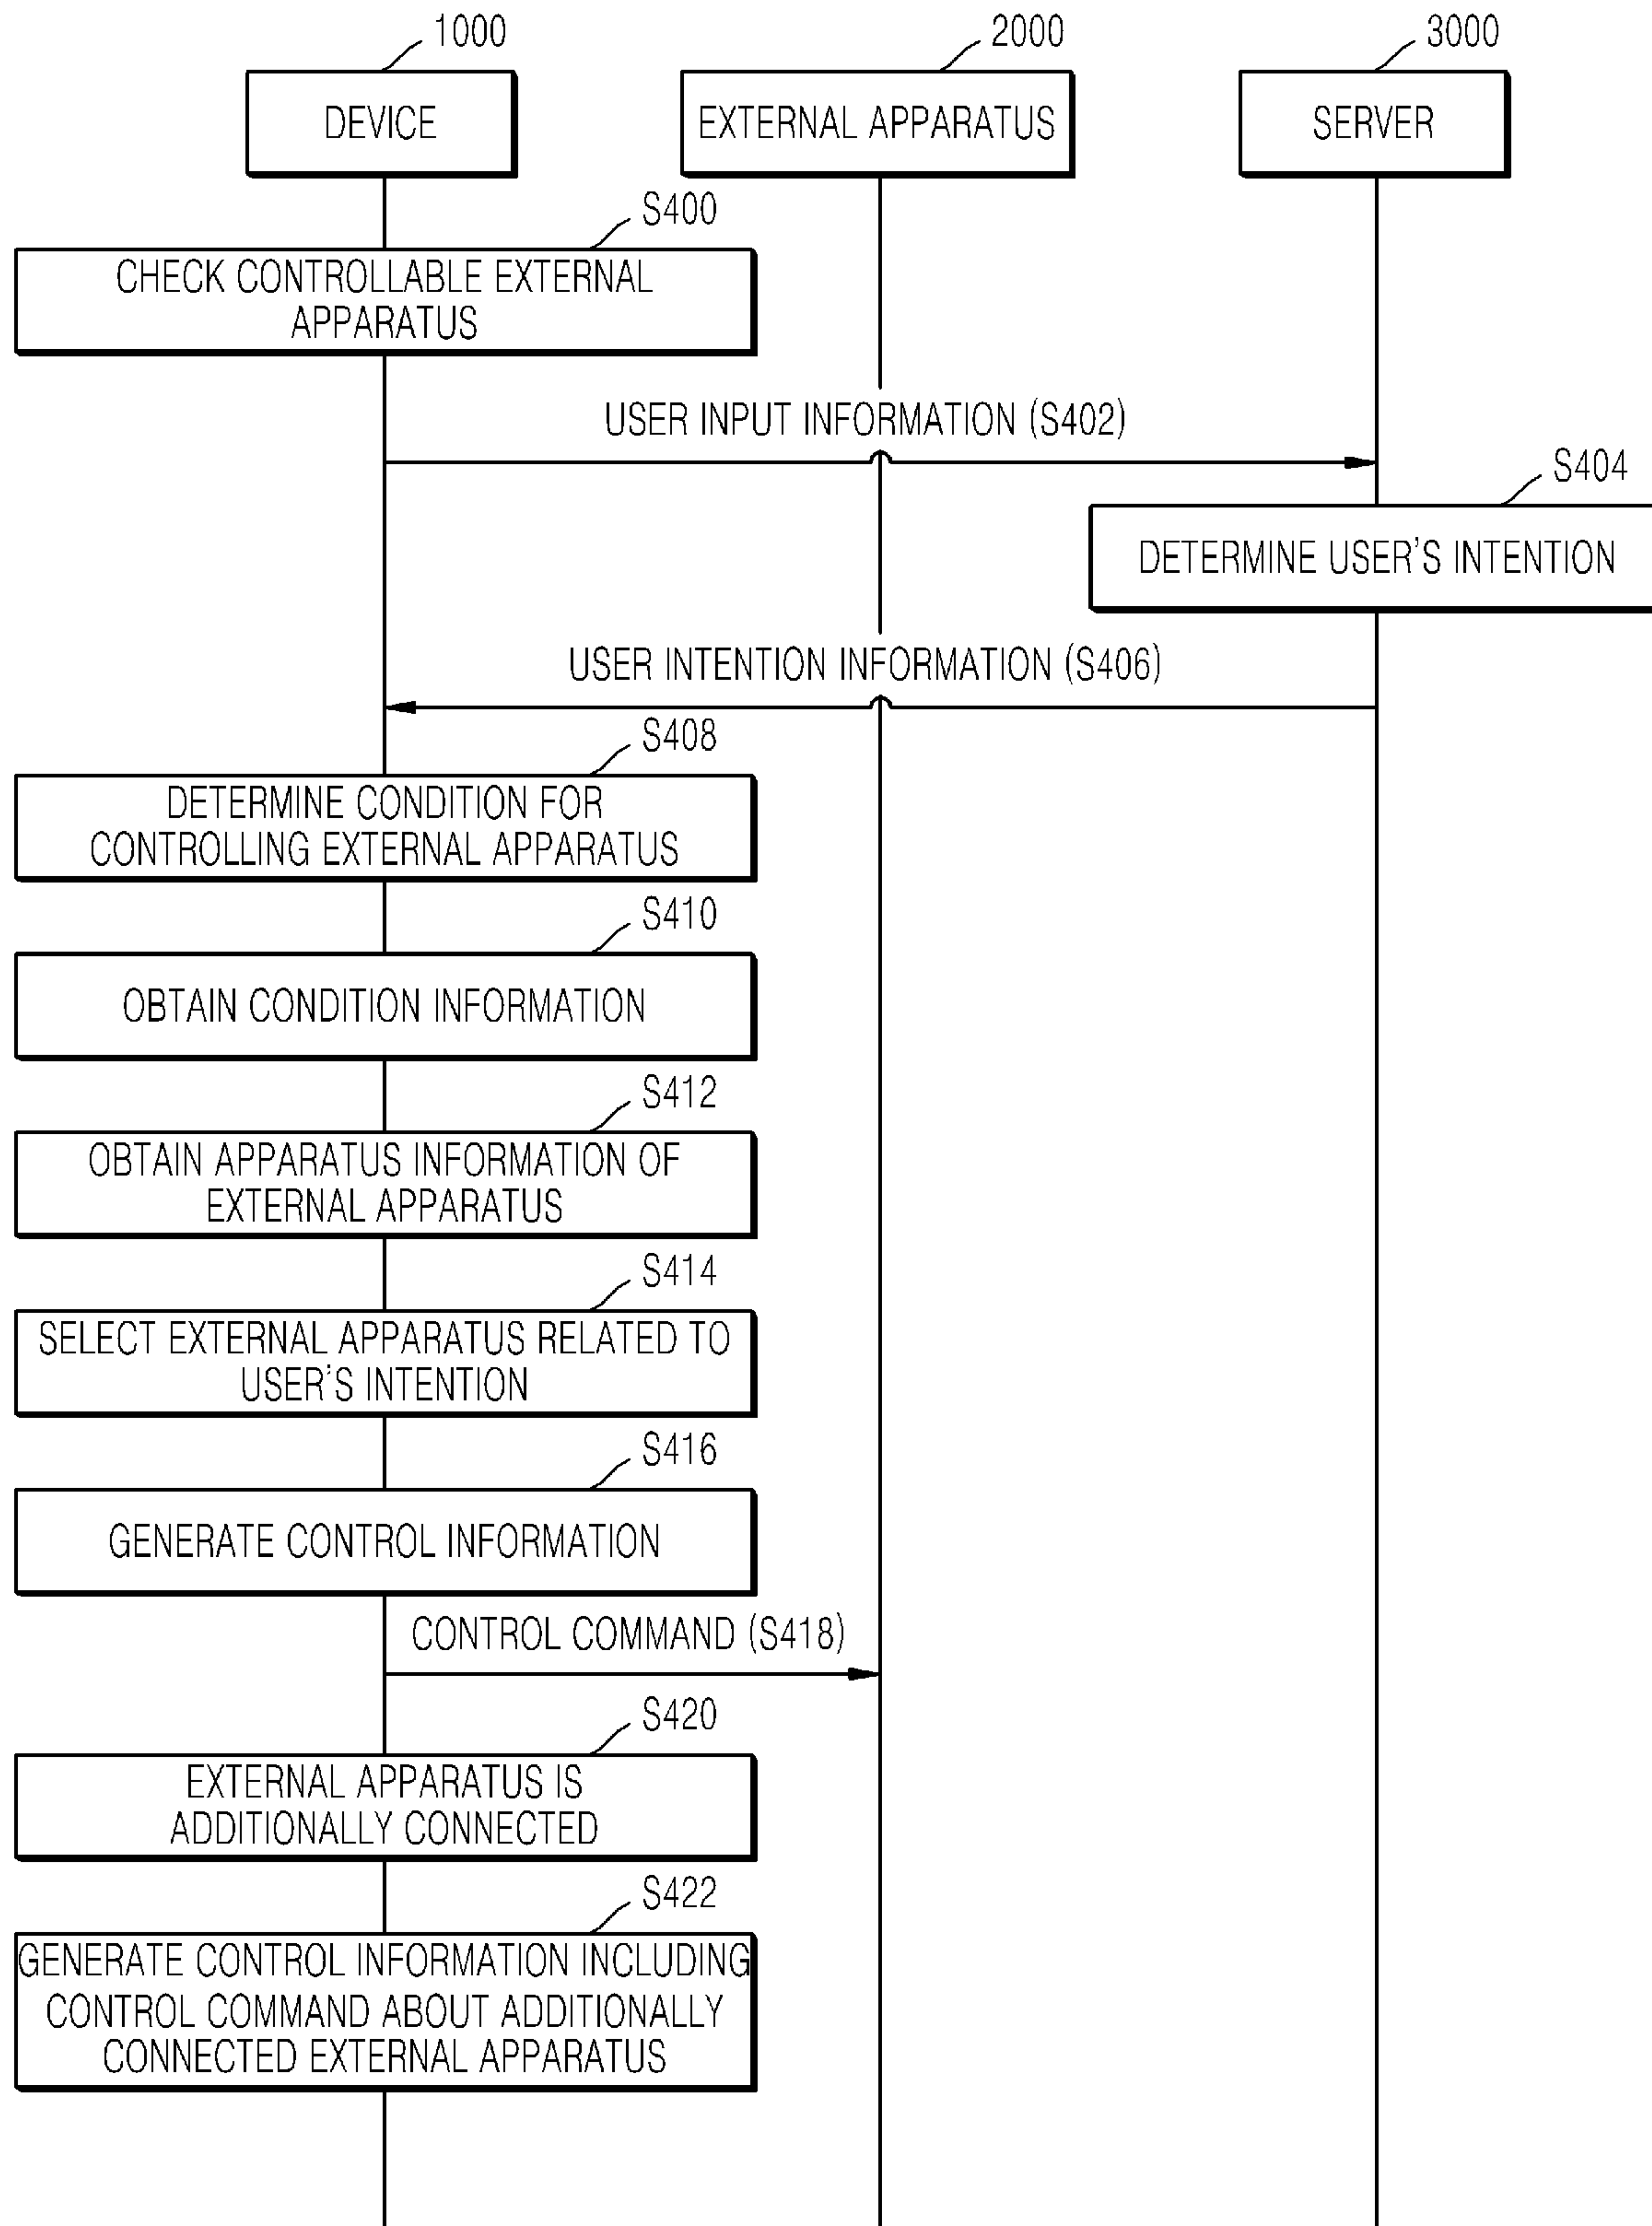 1000
2000
3000
DEVICE
EXTERNAL APPARATUS
SERVER
S400
CHECK CONTROLLABLE EXTERNAL
APPARATUS
USER INPUT INFORMATION (S402)
S404
DETERMINE USER'S INTENTION
USER INTENTION INFORMATION (S406)
S408
DETERMINE CONDITION FOR
CONTROLLING EXTERNAL APPARATUS
S410
OBTAIN CONDITION INFORMATION
S412
OBTAIN APPARATUS INFORMATION OF
EXTERNAL APPARATUS
S414
SELECT EXTERNAL APPARATUS RELATED TO
USER'S INTENTION
S416
GENERATE CONTROL INFORMATION
CONTROL COMMAND (S418)
S420
EXTERNAL APPARATUS IS
ADDITIONALLY CONNECTED
S422
GENERATE CONTROL INFORMATION INCLUDING
CONTROL COMMAND ABOUT ADDITIONALLY
CONNECTED EXTERNAL APPARATUS